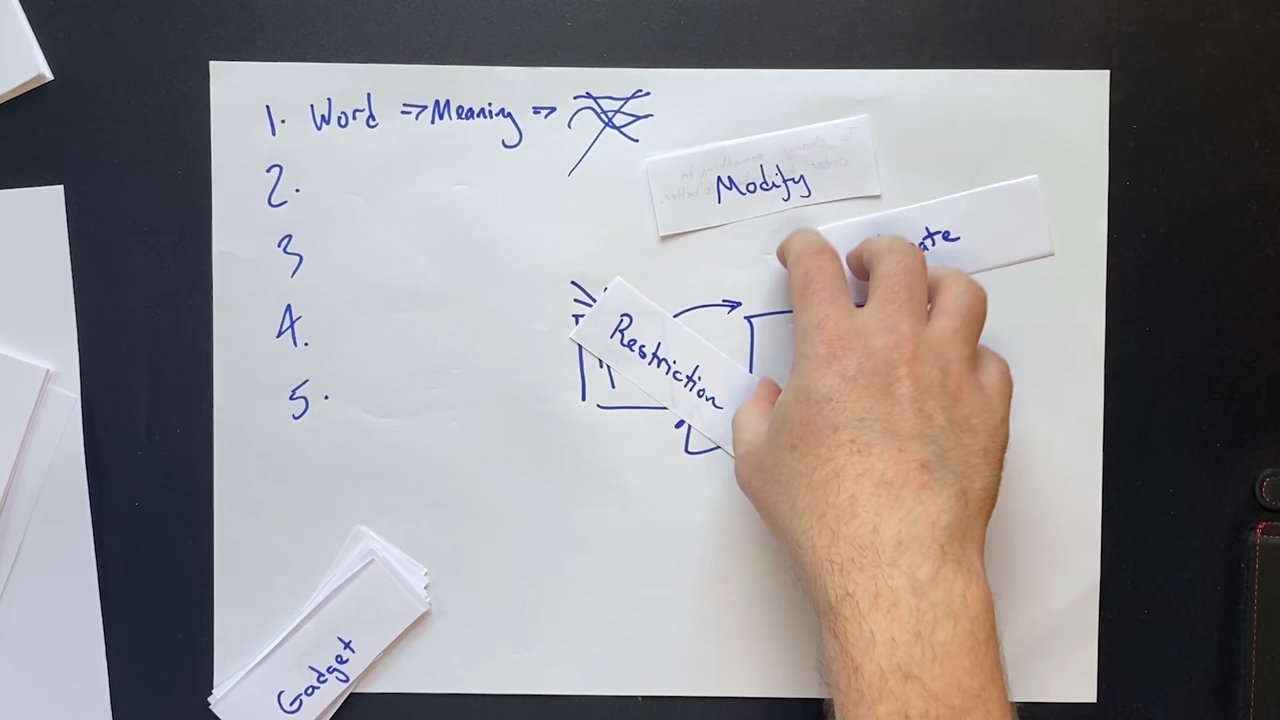 1. Word ⇒ Meaning ⇒
2.
3
4.
5.
Modify
Restriction
Gadget